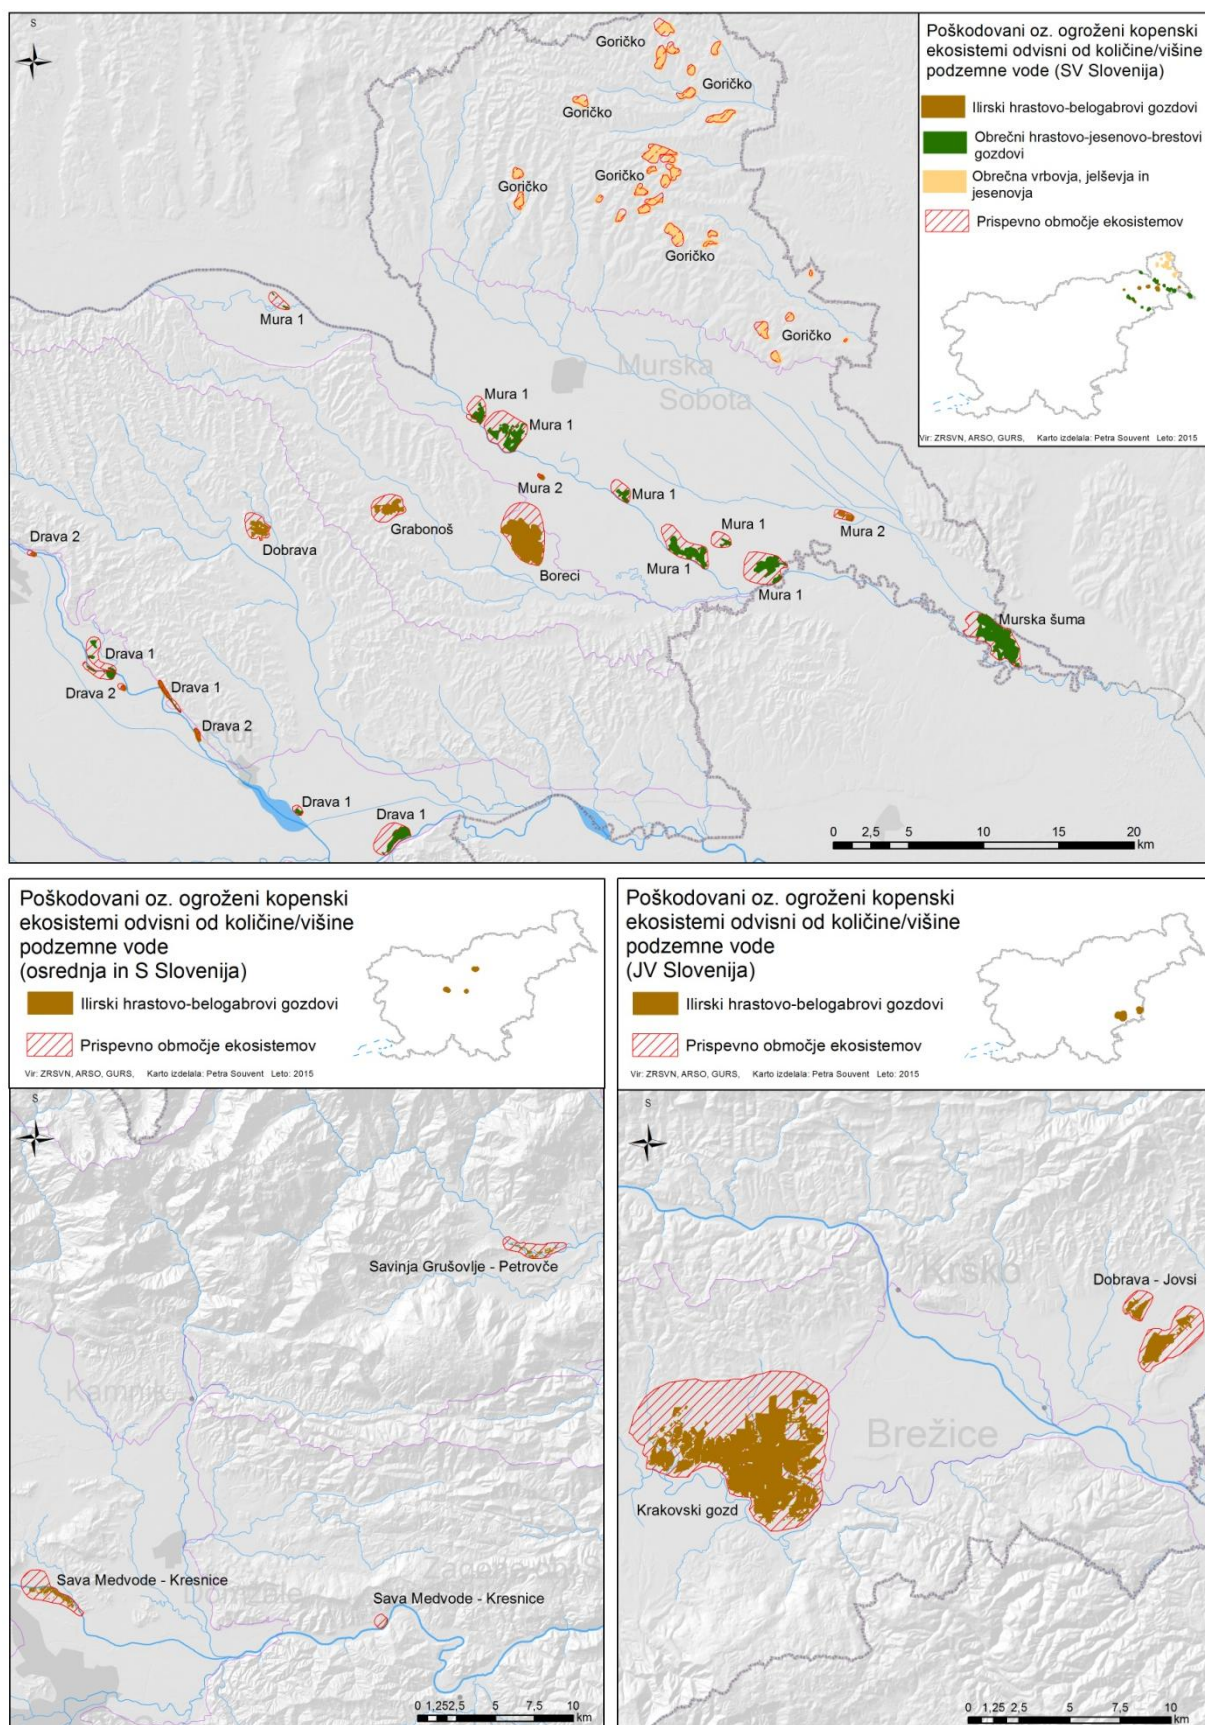 S
Poškodovani oz. ogroženi kopenski
ekosistemi odvisni od količine/višine
podzemne vode (SV Slovenija)
Ilirski hrastovo-belogabrovi gozdovi
Obrečni hrastovo-jesenovo-brestovi
gozdovi
Obrečna vrbovja, jelševja in
jesenovja
Prispevno območje ekosistemov
Vir: ZRSVN, ARSO, GURS, Karto izdelala: Petra Souvent Leto: 2015
Goričko
Goričko
Goričko
Goričko
Goričko
Goričko
Goričko
Mura 1
Murska
Sobota
Mura 1
Mura 1
Mura 2
Mura 1
Grabonoš
Mura 1
Mura 2
Dobrava
Drava 2
Boreci
Mura 1
Mura 1
Murska šuma
Drava 1
Drava 2
Drava 1
Drava 2
Drava 1
Drava 1
0 2,5 5 10 15 20
km
Poškodovani oz. ogroženi kopenski
ekosistemi odvisni od količine/višine
podzemne vode
(osrednja in S Slovenija)
Ilirski hrastovo-belogabrovi gozdovi
Prispevno območje ekosistemov
Vir: ZRSVN, ARSO, GURS, Karto izdelala: Petra Souvent Leto: 2015
S
Savinja Grušovlje - Petrovče
Kamnik
Sava Medvode - Kresnice
Sava Medvode - Kresnice
0 1,252,5 5 7,5 10
km
Poškodovani oz. ogroženi kopenski
ekosistemi odvisni od količine/višine
podzemne vode
(JV Slovenija)
Ilirski hrastovo-belogabrovi gozdovi
Prispevno območje ekosistemov
Vir: ZRSVN, ARSO, GURS, Karto izdelala: Petra Souvent Leto: 2015
S
Krško
Dobrava - Jovsi
Brežice
Krakovski gozd
0 1,25 2,5 5 7,5 10
km